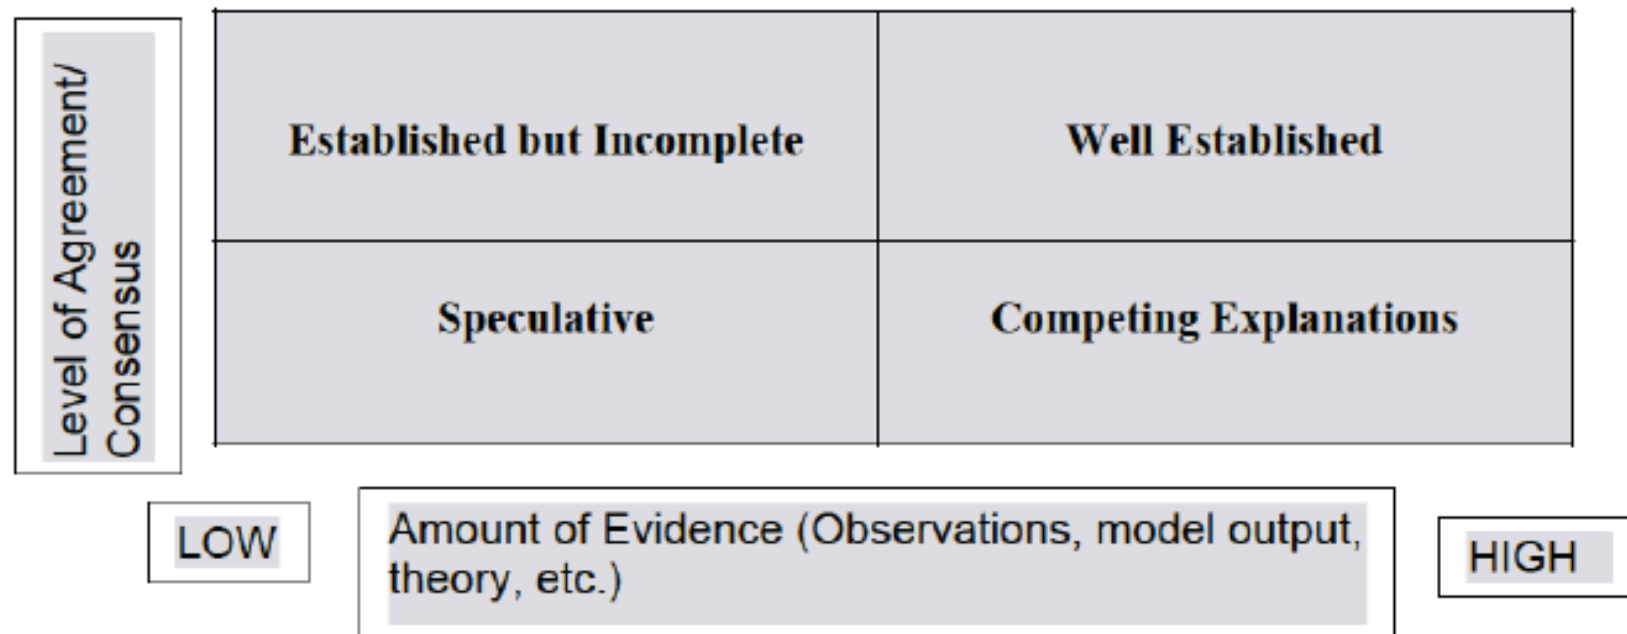 Level of Agreement/
Consensus
Established but Incomplete
Well Established
Speculative
Competing Explanations
LOW
Amount of Evidence (Observations, model output,
theory, etc.)
HIGH